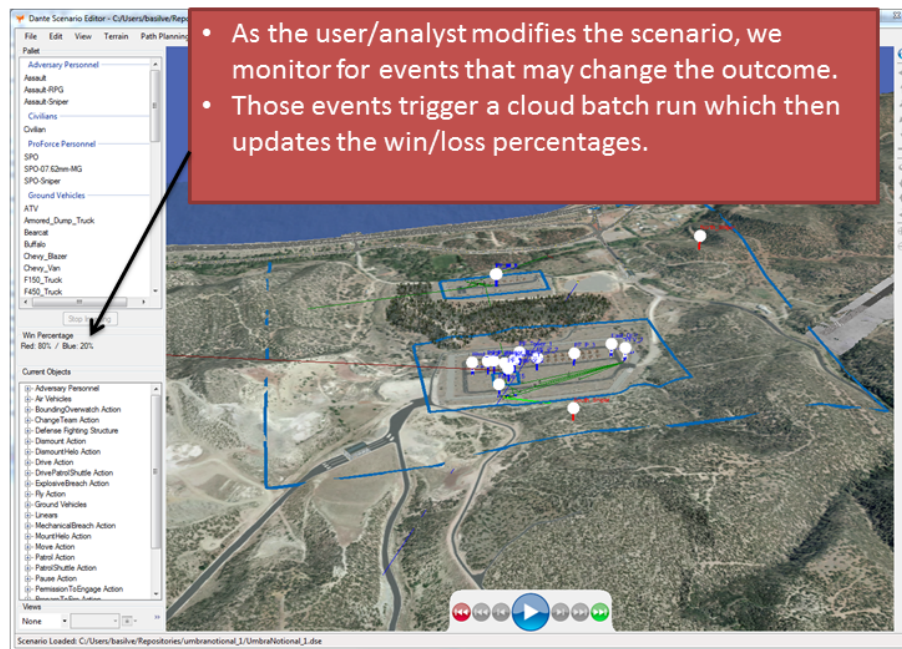 Dante Scenario Editor - C:/Users/basilve/Repo
File Edit View Terrain Path Planning
Pallet
Adversary Personnel
Assault
Assault-RPG
Assault-Sniper
Civilians
Civilian
ProForce Personnel
SPO
SPO-07.62mm-MG
SPO-Sniper
Ground Vehicles
ATV
Armored_Dump_Truck
Bearcat
Buffalo
Chevy_Blazer
Chevy_Van
F150_Truck
F450_Truck
Win Percentage
Red: 80% / Blue: 20%
Current Objects
Adversary Personnel
Air Vehicles
BoundingOverwatch Action
ChangeTeam Action
Defense Fighting Structure
Dismount Action
DismountHelo Action
Drive Action
DrivePatrolShuttle Action
ExplosiveBreach Action
Fly Action
Ground Vehicles
Linears
MechanicalBreach Action
MountHelo Action
Move Action
Patrol Action
PatrolShuttle Action
Pause Action
PermissionToEngage Action
Views
None
Scenario Loaded: C:/Users/basilve/Repositories/umbranotional_1/UmbraNotional_1.dse
• As the user/analyst modifies the scenario, we
monitor for events that may change the outcome.
• Those events trigger a cloud batch run which then
updates the win/loss percentages.